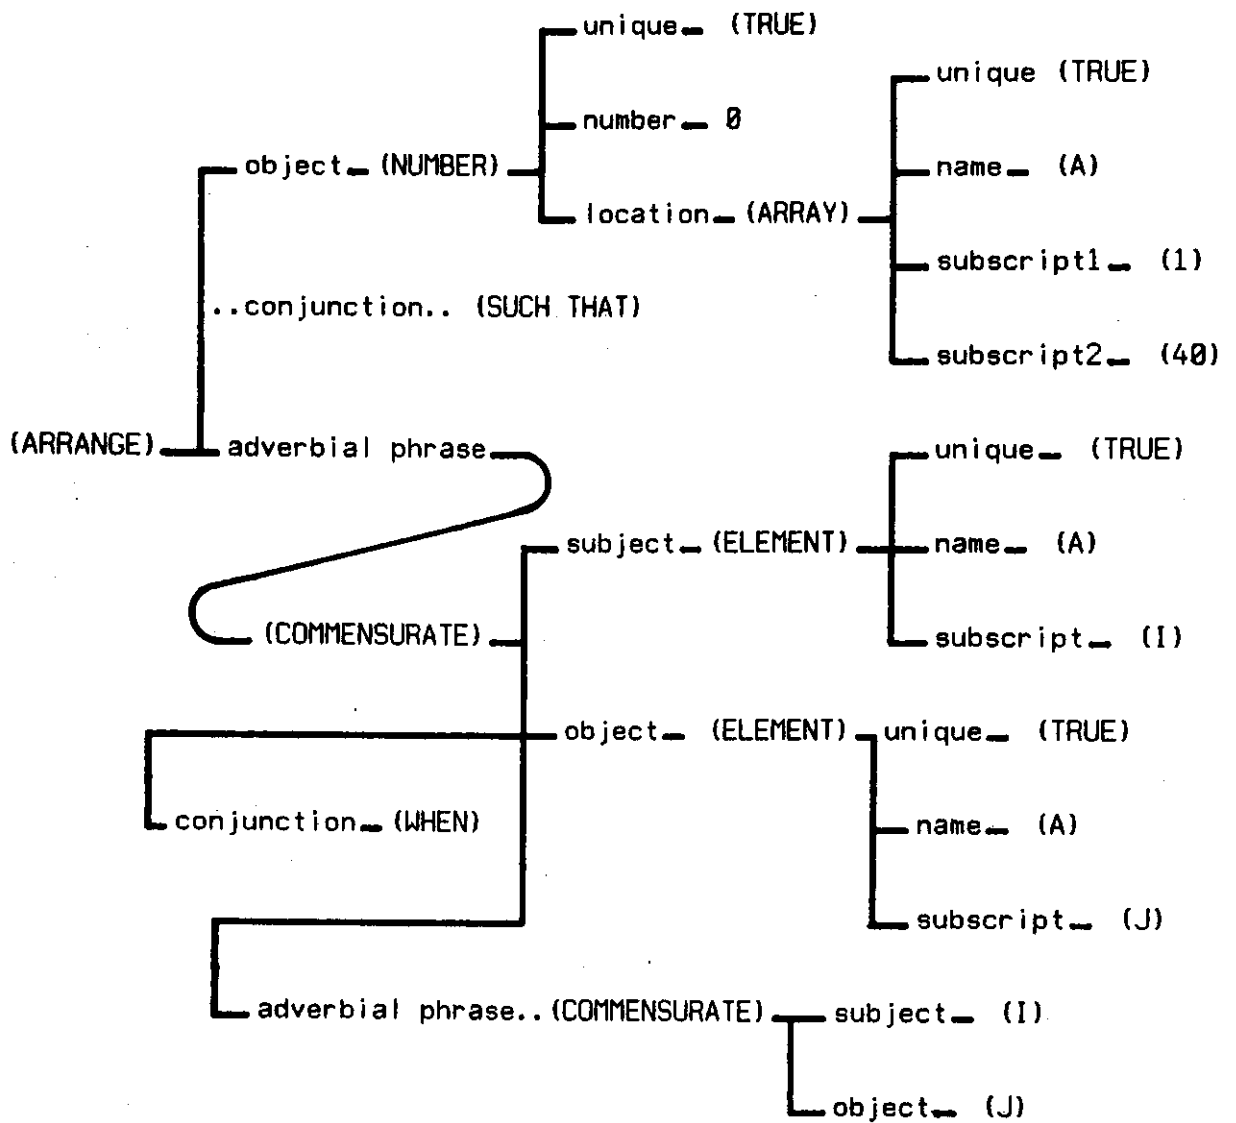 unique (TRUE)
unique (TRUE)
number 0
name (A)
object (NUMBER)
location (ARRAY)
subscript1 (1)
..conjunction.. (SUCH THAT)
subscript2 (40)
(ARRANGE) adverbial phrase
unique (TRUE)
subject (ELEMENT)
name (A)
(COMMENSURATE)
subscript (I)
object (ELEMENT)
unique (TRUE)
conjunction (WHEN)
name (A)
subscript (J)
adverbial phrase.. (COMMENSURATE)
subject (I)
object (J)